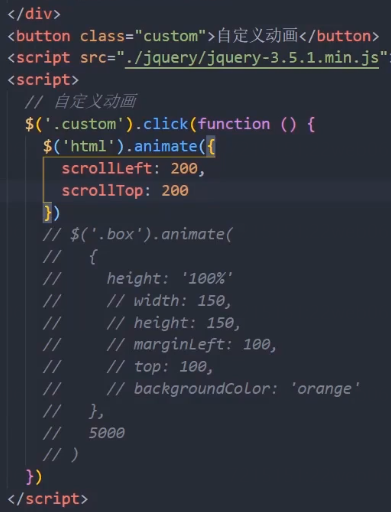 </div>
<button class="custom">自定义动画</button>
<script src="./jquery/jquery-3.5.1.min.js"
<script>
// 自定义动画
$('.custom').click(function () {
$('html').animate({
scrollLeft: 200,
scrollTop: 200
})
// $('.box').animate(
//   {
//     height: '100%'
//     // width: 150,
//     // height: 150,
//     // marginLeft: 100,
//     // top: 100,
//     // backgroundColor: 'orange'
//   },
//   5000
// )
})
</script>